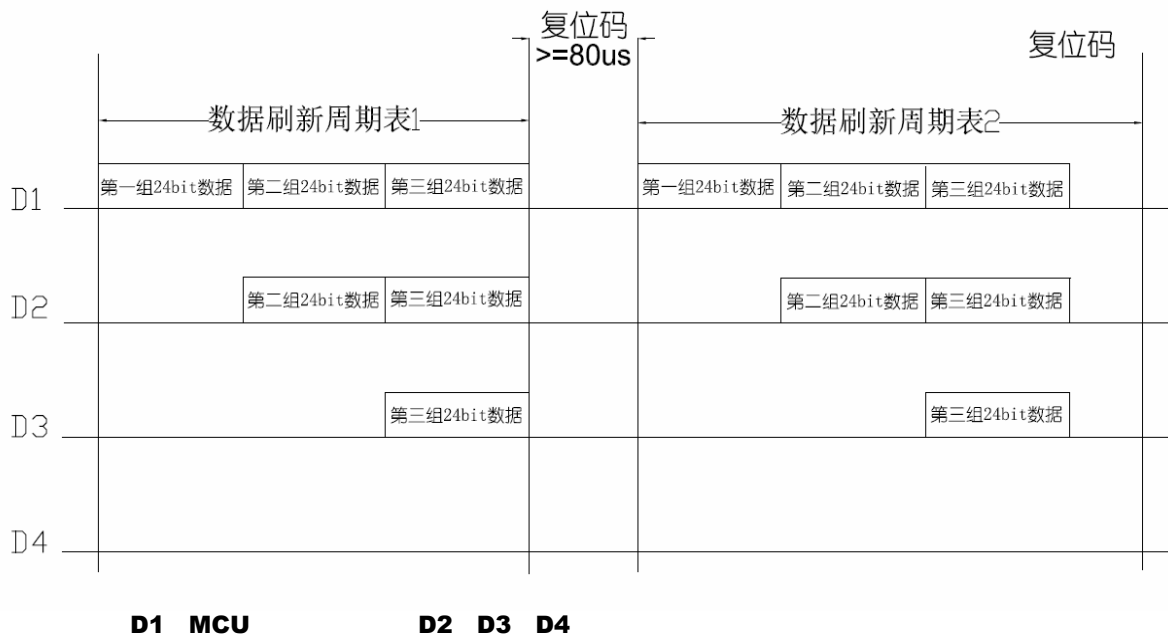 复位码
>=80us
复位码
数据刷新周期表1
数据刷新周期表2
D1
第一组24bit数据 第二组24bit数据 第三组24bit数据
第一组24bit数据 第二组24bit数据 第三组24bit数据
D2
第二组24bit数据 第三组24bit数据
第二组24bit数据 第三组24bit数据
D3
第三组24bit数据
第三组24bit数据
D4
D1 MCU D2 D3 D4